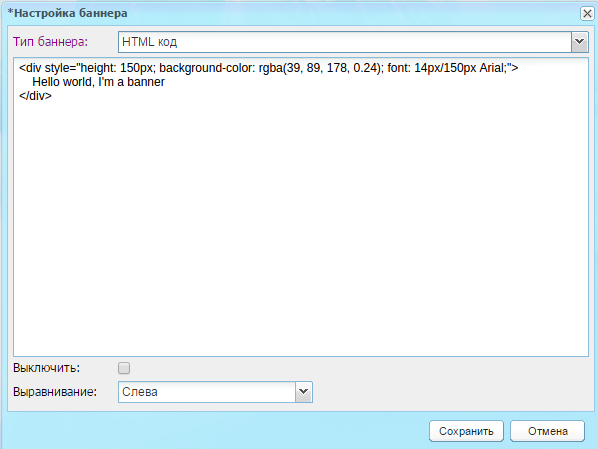 *Настройка баннера
Тип баннера: HTML код
<div style="height: 150px; background-color: rgba(39, 89, 178, 0.24); font: 14px/150px Arial;">
Hello world, I'm a banner
</div>
Выключить:
Выравнивание: Слева
Сохранить Отмена